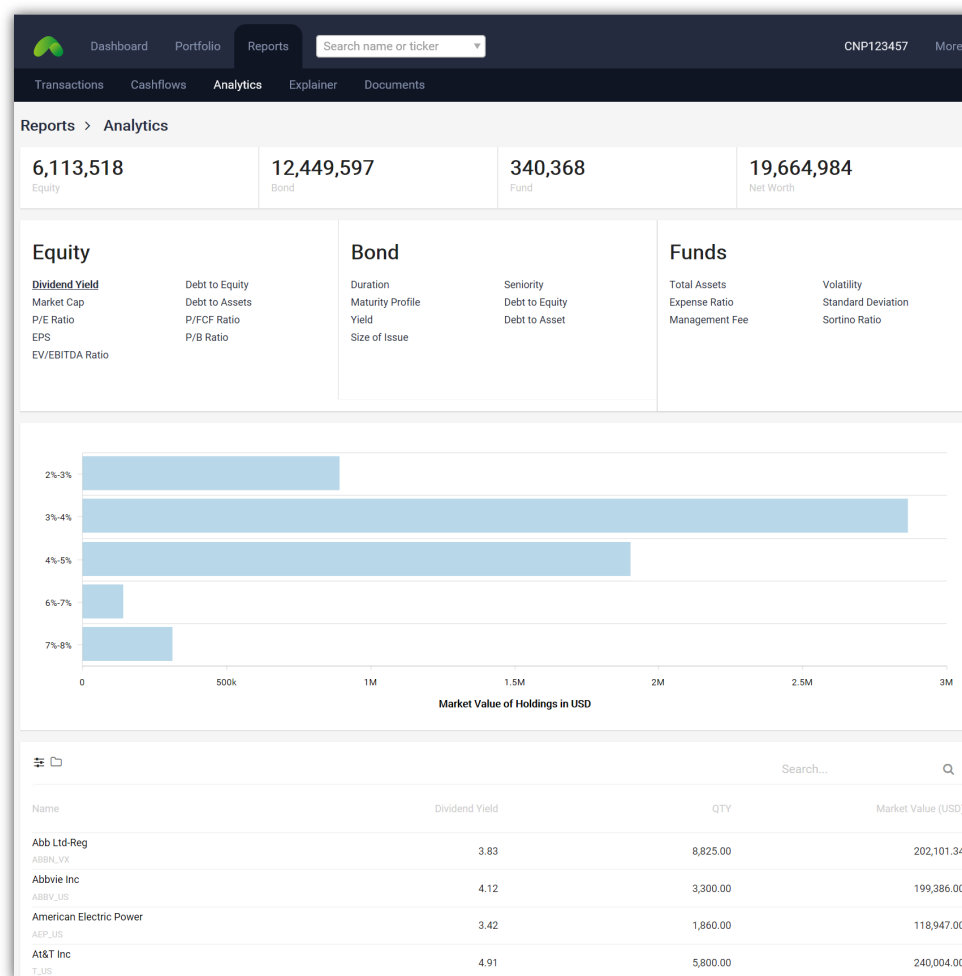 Dashboard Portfolio Reports Search name or ticker CNP123457 More
Transactions Cashflows Analytics Explainer Documents
Reports > Analytics
6,113,518 12,449,597 340,368 19,664,984
Equity Bond Fund Net Worth
Equity Bond Funds
Dividend Yield Debt to Equity Duration Seniority Total Assets Volatility
Market Cap Debt to Assets Maturity Profile Debt to Equity Expense Ratio Standard Deviation
P/E Ratio P/FCF Ratio Yield Debt to Asset Management Fee Sortino Ratio
EPS P/B Ratio Size of Issue
EV/EBITDA Ratio
2%-3%
3%-4%
4%-5%
6%-7%
7%-8%
0 500k 1M 1.5M 2M 2.5M 3M
Market Value of Holdings in USD
Search...
Name Dividend Yield QTY Market Value (USD)
Abb Ltd-Reg
ABBN_VX 3.83 8,825.00 202,101.34
Abbvie Inc
ABBV_US 4.12 3,300.00 199,386.00
American Electric Power
AEP_US 3.42 1,860.00 118,947.00
At&T Inc
T_US 4.91 5,800.00 240,004.00